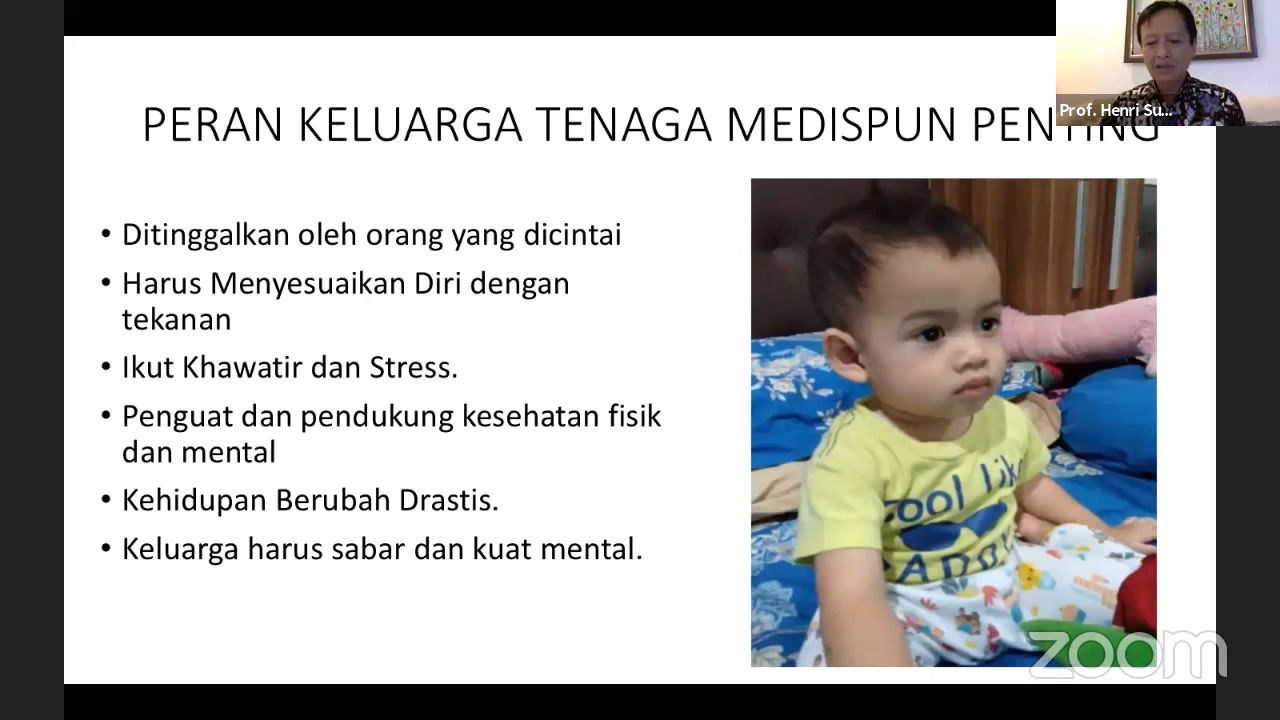 Prof. Henri Su...
PERAN KELUARGA TENAGA MEDISPUN PENTING
• Ditinggalkan oleh orang yang dicintai
• Harus Menyesuaikan Diri dengan
tekanan
• Ikut Khawatir dan Stress.
• Penguat dan pendukung kesehatan fisik
dan mental
• Kehidupan Berubah Drastis.
• Keluarga harus sabar dan kuat mental.
cool like
zoom